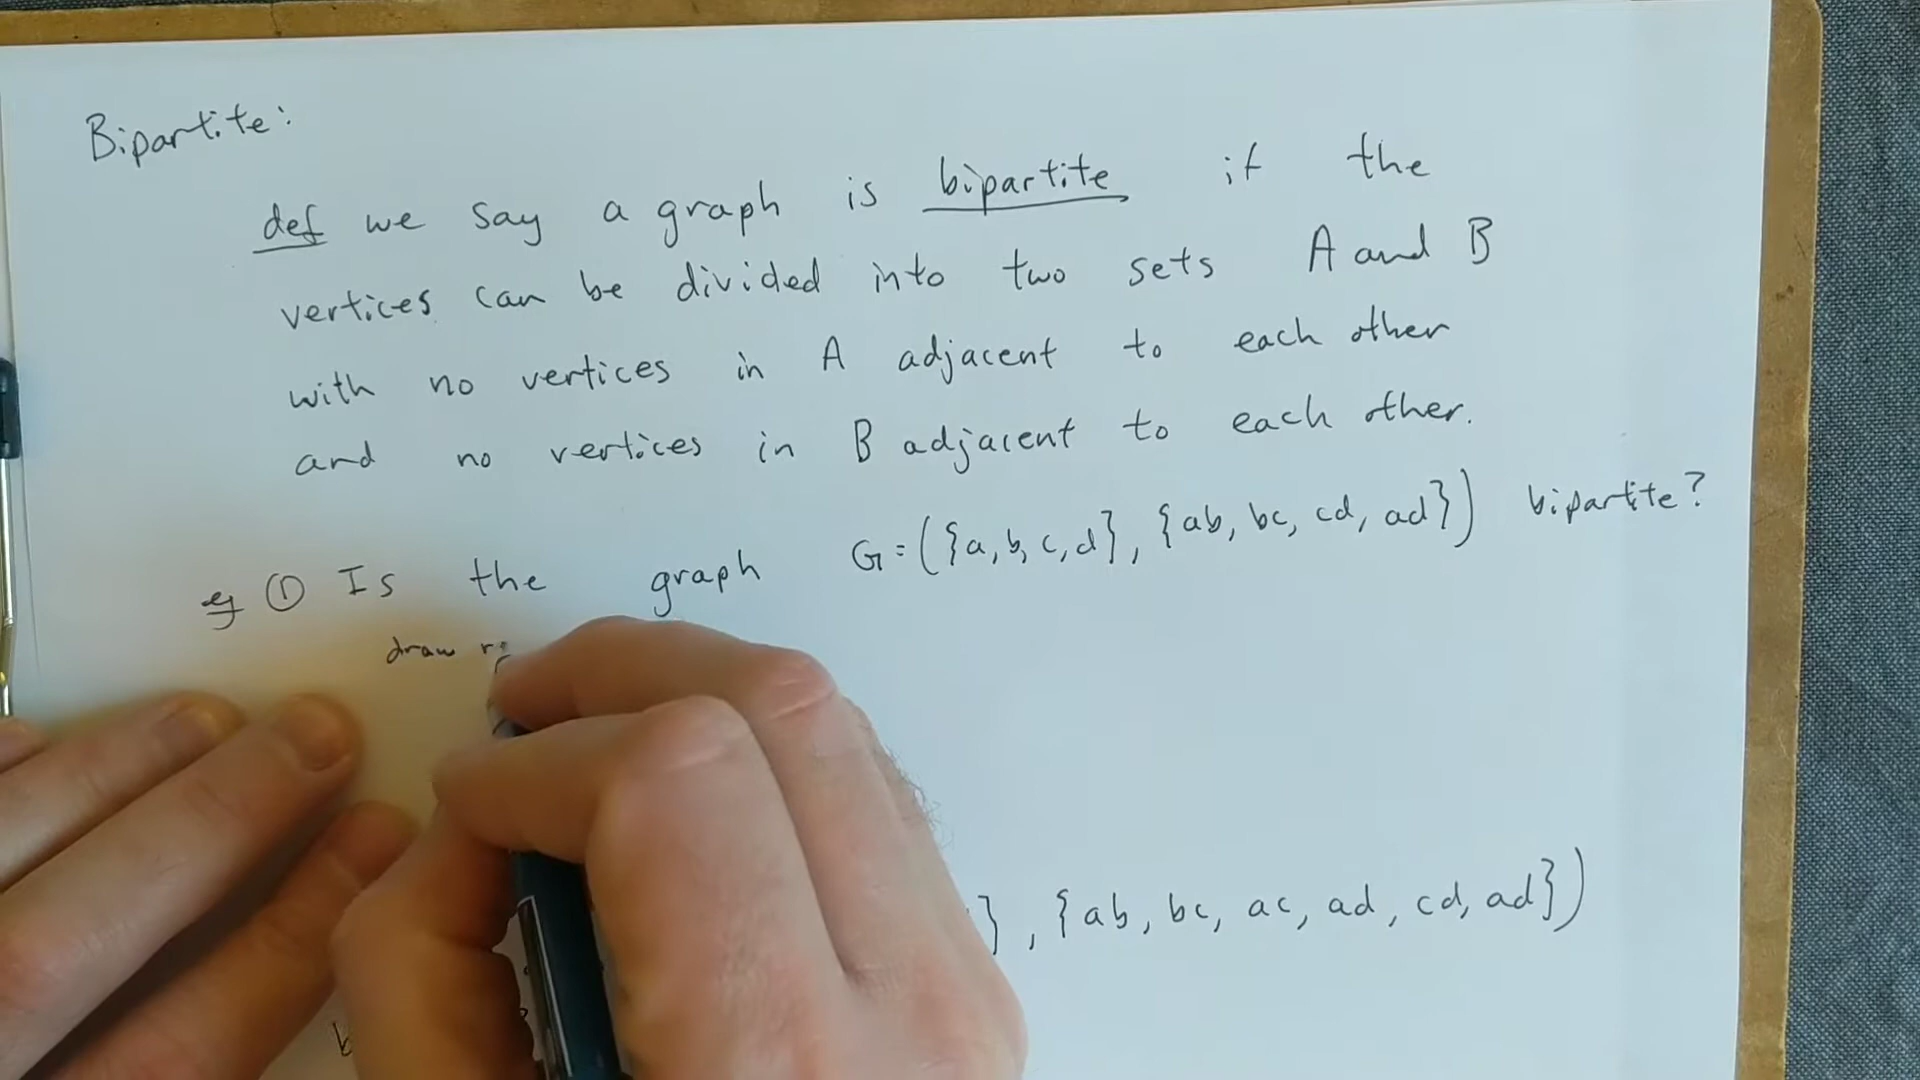 Bipartite:
def we say a graph is bipartite if the
vertices can be divided into two sets A and B
with no vertices in A adjacent to each other
and no vertices in B adjacent to each other.
eg ① Is the graph G = ({a, b, c, d}, {ab, bc, cd, ad}) bipartite?
draw
}, {ab, bc, ac, ad, cd, ad})
b